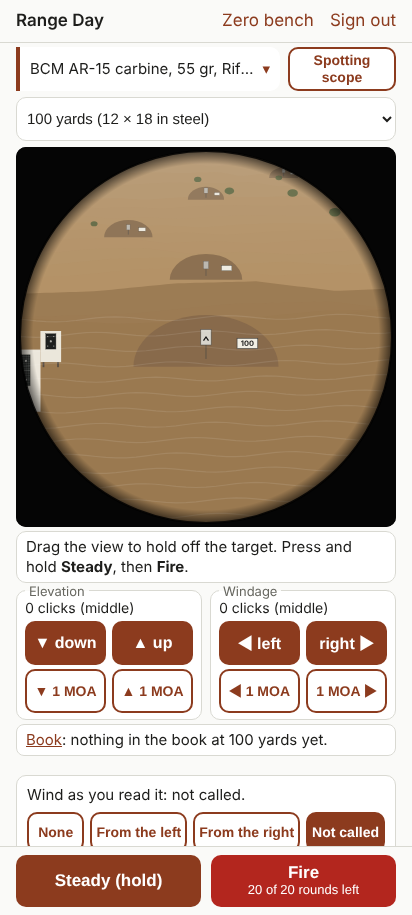 Range Day
Zero bench
Sign out
BCM AR-15 carbine, 55 gr, Rif... ▼
Spotting
scope
100 yards (12 × 18 in steel)
100
Drag the view to hold off the target. Press and
hold Steady, then Fire.
Elevation
0 clicks (middle)
▼ down
▲ up
▼ 1 MOA
▲ 1 MOA
Windage
0 clicks (middle)
◀ left
right ▶
◀ 1 MOA
1 MOA ▶
Book: nothing in the book at 100 yards yet.
Wind as you read it: not called.
None
From the left
From the right
Not called
Steady (hold)
Fire
20 of 20 rounds left